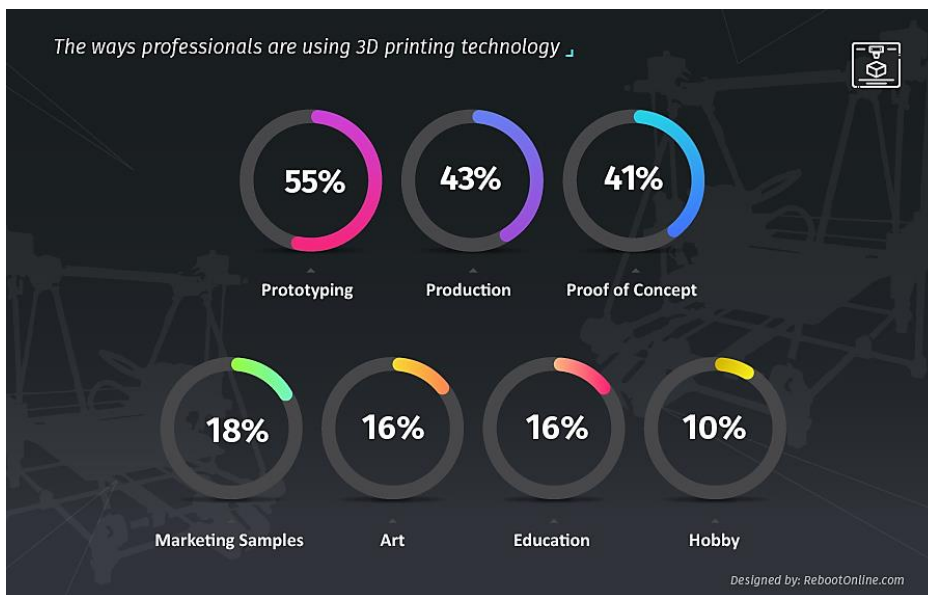 The ways professionals are using 3D printing technology
55%
43%
41%
Prototyping
Production
Proof of Concept
18%
16%
16%
10%
Marketing Samples
Art
Education
Hobby
Designed by: RebootOnline.com